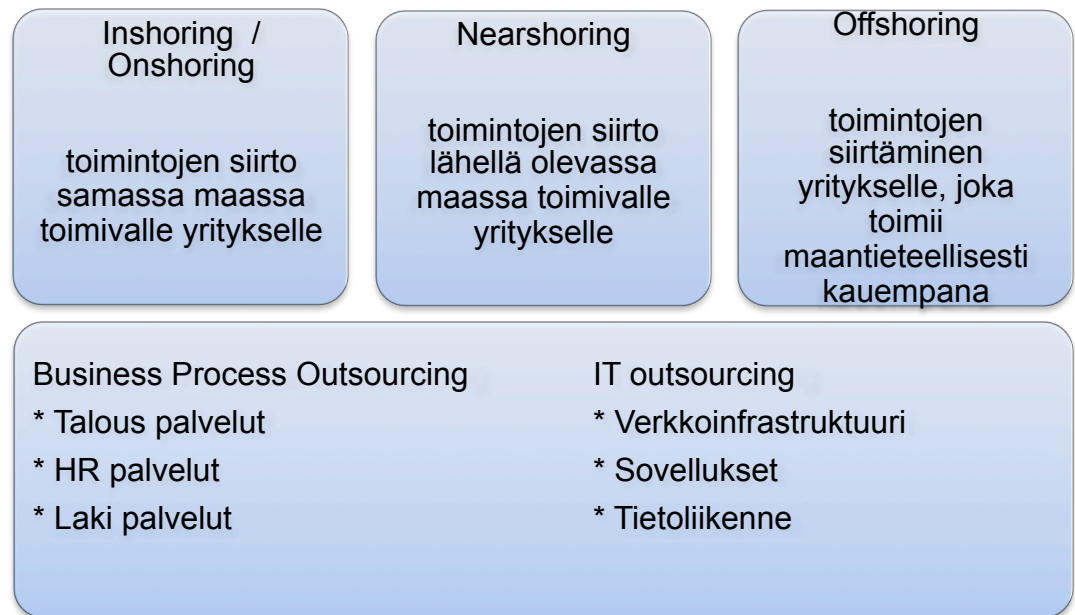 Inshoring /
Onshoring
toimintojen siirto
samassa maassa
toimivalle yritykselle
Nearshoring
toimintojen siirto
lähellä olevassa
maassa toimivalle
yritykselle
Offshoring
toimintojen
siirtäminen
yritykselle, joka
toimii
maantieteellisesti
kauempana
Business Process Outsourcing
* Talous palvelut
* HR palvelut
* Laki palvelut
IT outsourcing
* Verkkoinfrastruktuuri
* Sovellukset
* Tietoliikenne